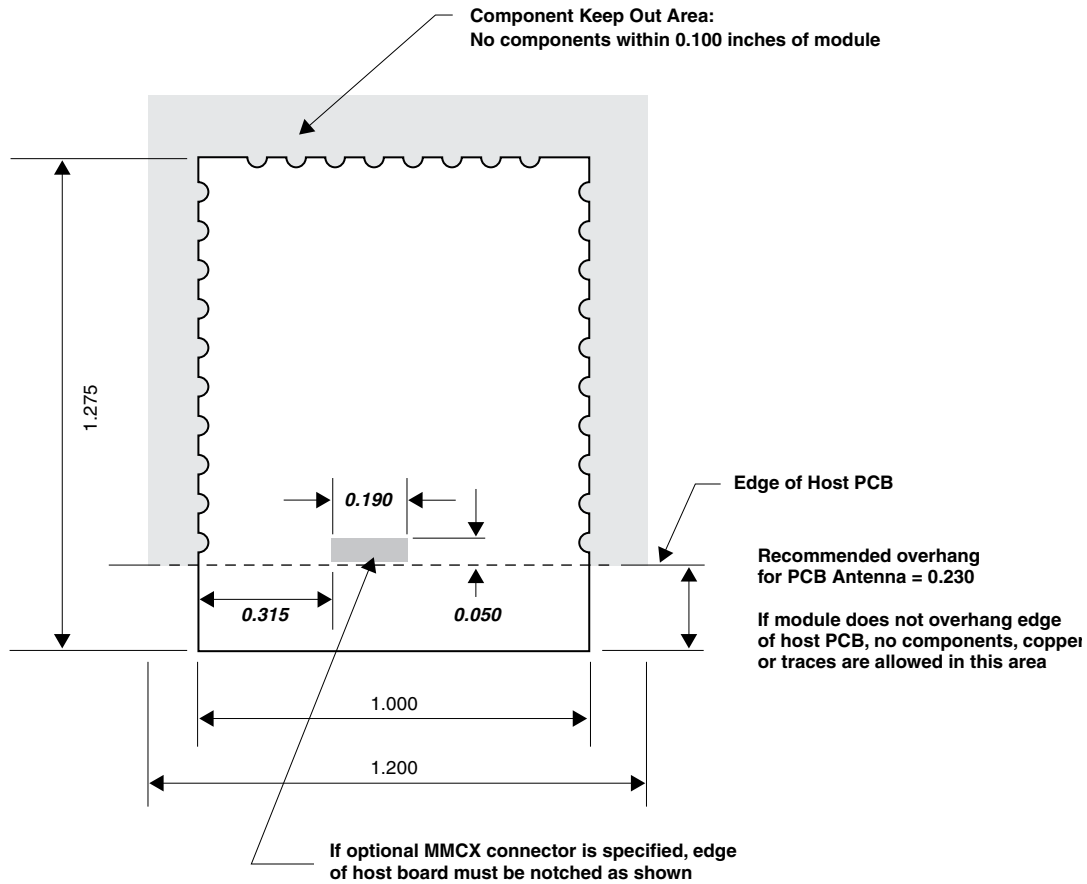 Component Keep Out Area:
No components within 0.100 inches of module
1.275
0.190
Edge of Host PCB
Recommended overhang
for PCB Antenna = 0.230
0.315
0.050
If module does not overhang edge
of host PCB, no components, copper
or traces are allowed in this area
1.000
1.200
If optional MMCX connector is specified, edge
of host board must be notched as shown